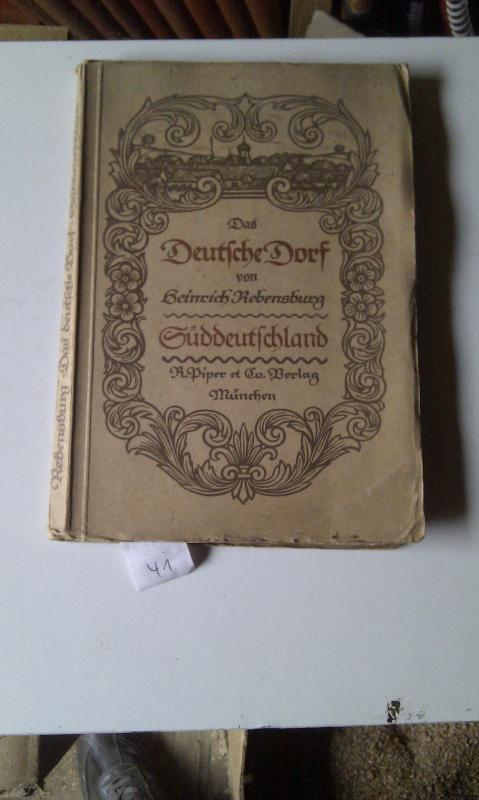 Das
Deutsche Dorf
von
Heinrich Rebensburg
Süddeutschland
R. Piper et Co. Verlag
München
Rebensburg · Das deutsche Dorf ·
41